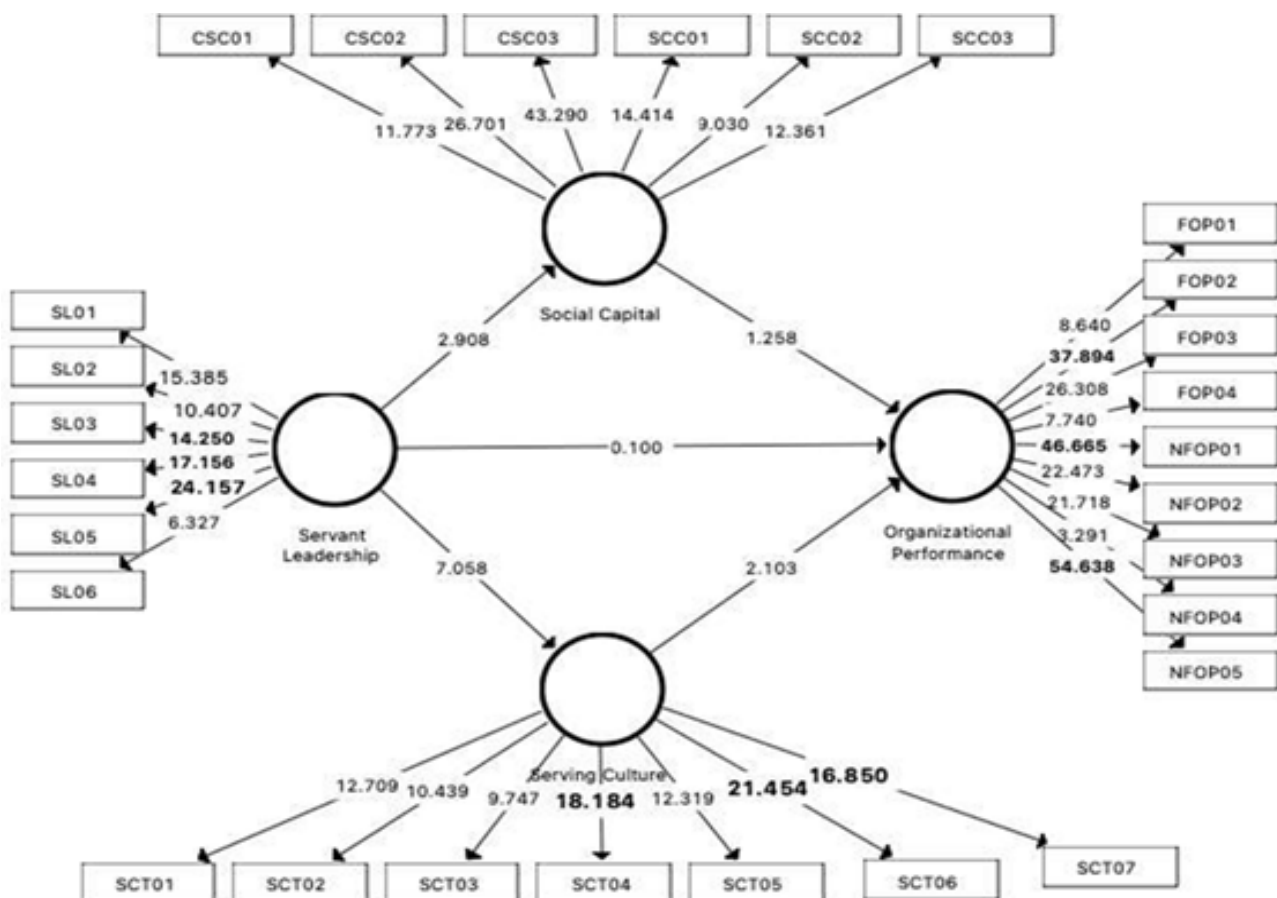 CSC01 CSC02 CSC03 SCC01 SCC02 SCC03
11.773 26.701 43.290 14.414 9.030 12.361
Social Capital
SL01
SL02
SL03
SL04
SL05
SL06
15.385
10.407
14.250
17.156
24.157
6.327
Servant
Leadership
2.908
1.258
0.100
7.058
2.103
Organizational
Performance
8.640
37.894
26.308
7.740
46.665
22.473
21.718
3.291
54.638
FOP01
FOP02
FOP03
FOP04
NFOP01
NFOP02
NFOP03
NFOP04
NFOP05
Serving Culture
12.709 10.439 9.747 18.184 12.319 21.454 16.850
SCT01 SCT02 SCT03 SCT04 SCT05 SCT06 SCT07